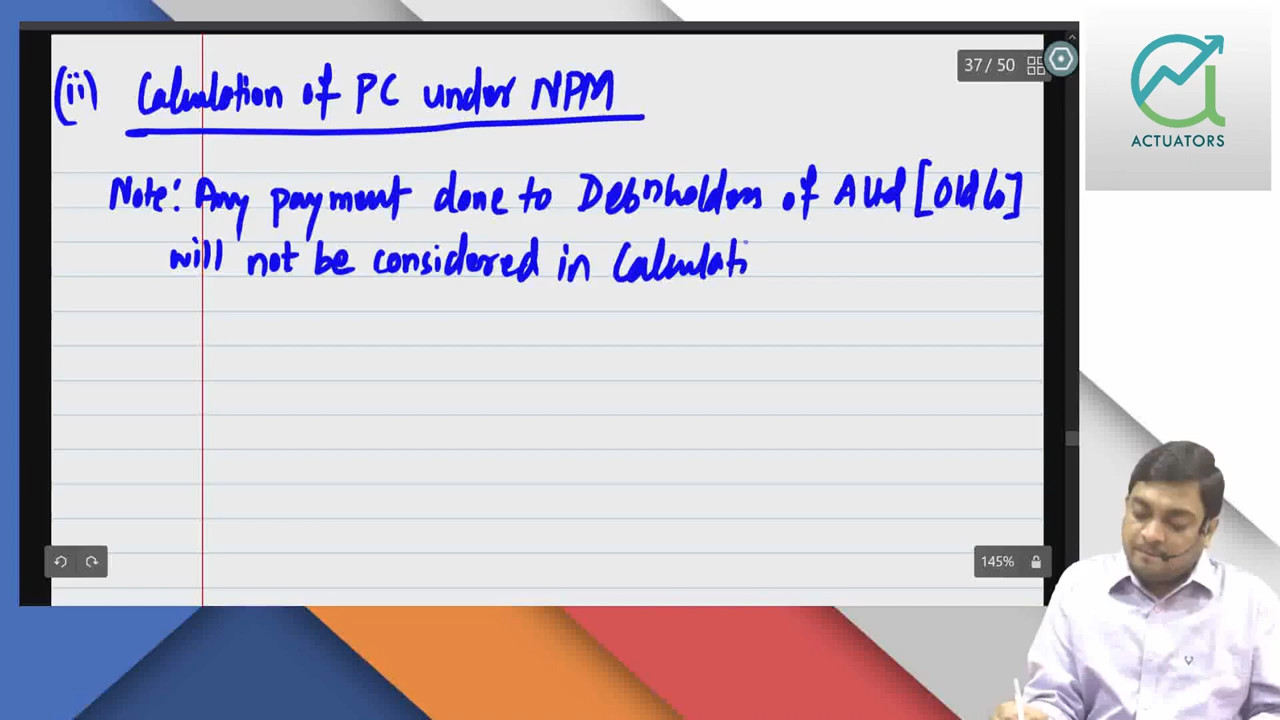 (ii) Calculation of PC under NPM
Note: Any payment done to Debnholders of A Ltd [Old Co]
will not be considered in Calculati
37 / 50
145%
ACTUATORS